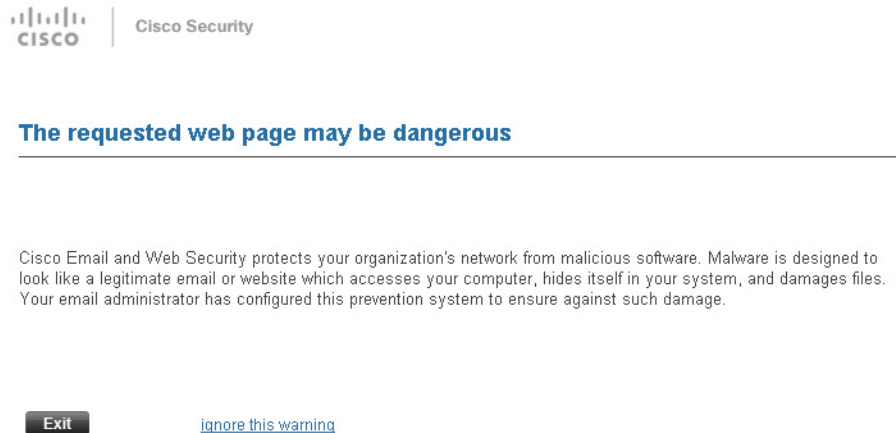 CISCO
Cisco Security
The requested web page may be dangerous
Cisco Email and Web Security protects your organization's network from malicious software. Malware is designed to
look like a legitimate email or website which accesses your computer, hides itself in your system, and damages files.
Your email administrator has configured this prevention system to ensure against such damage.
Exit
ignore this warning